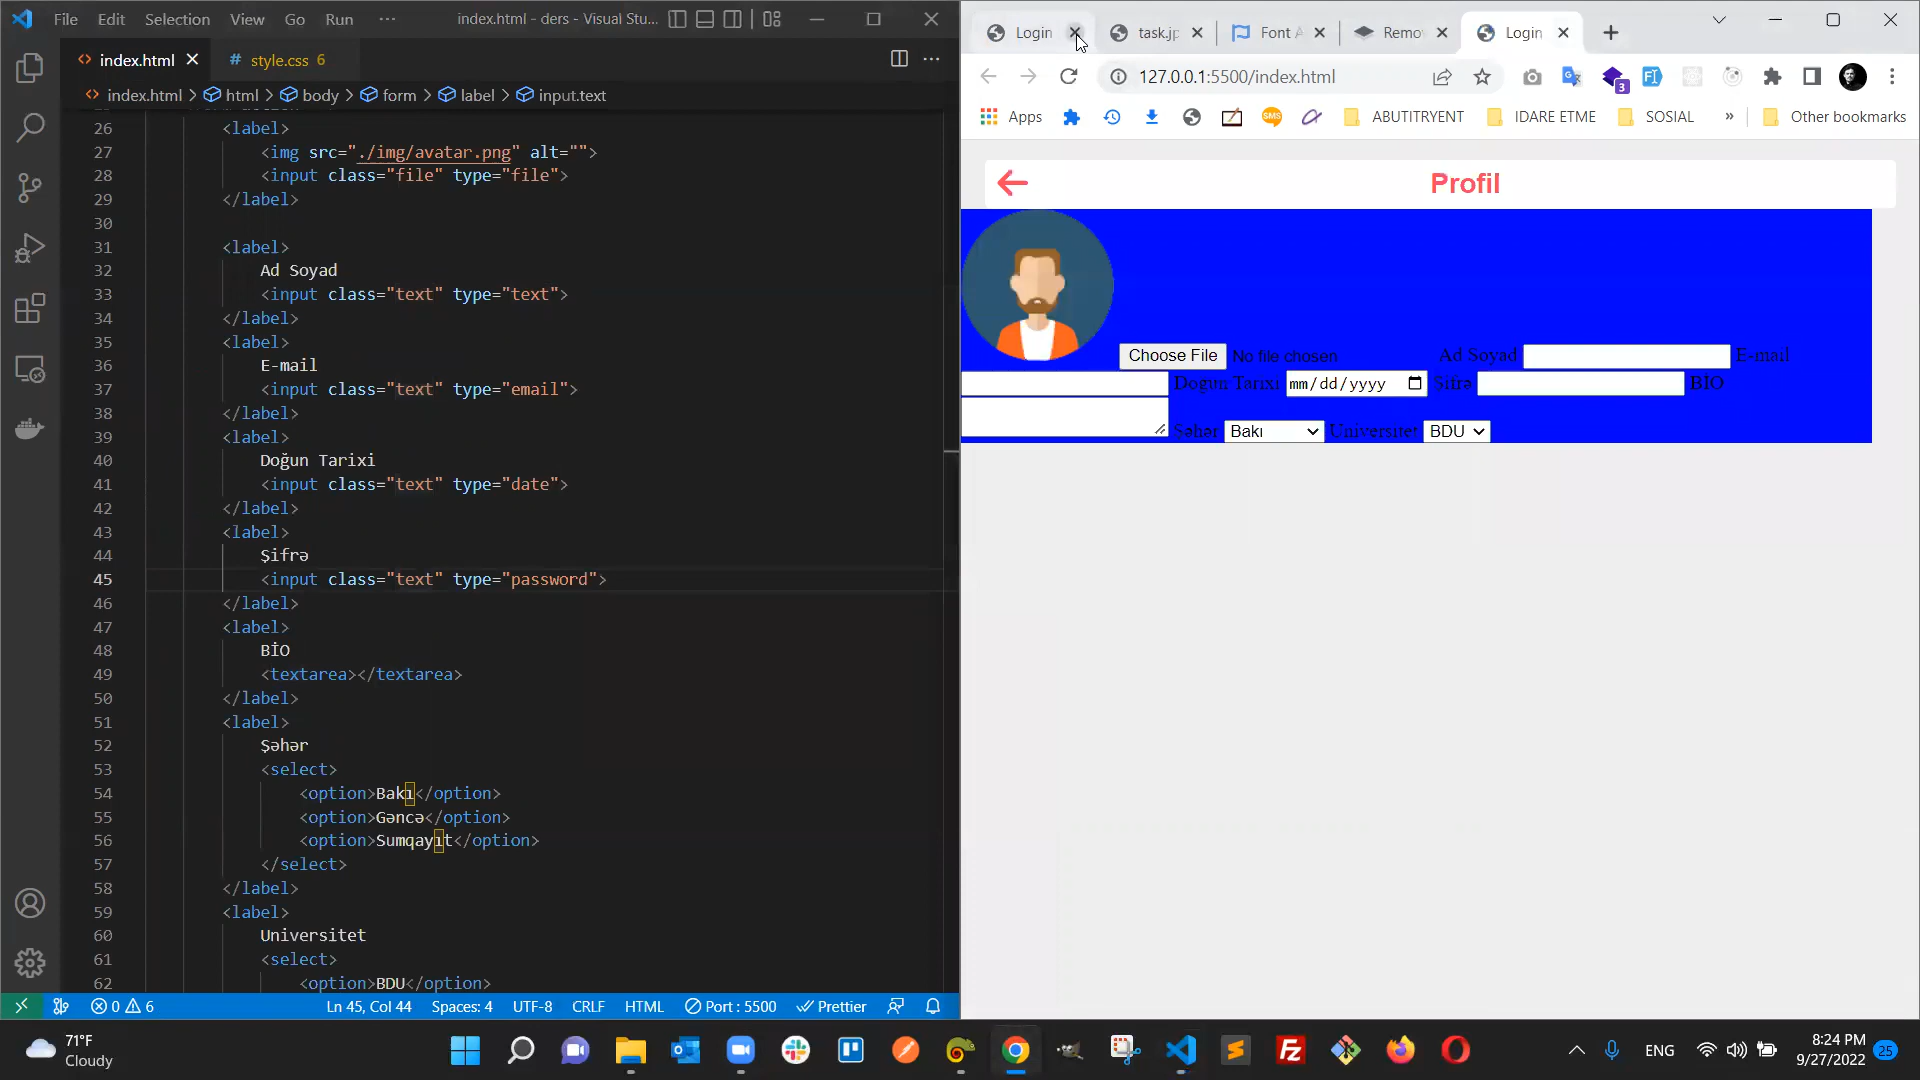 File Edit Selection View Go Run ··· index.html - ders - Visual Stu...
index.html style.css 6
index.html > html > body > form > label > input.text
26 <label>
27 <img src="./img/avatar.png" alt="">
28 <input class="file" type="file">
29 </label>
30
31 <label>
32 Ad Soyad
33 <input class="text" type="text">
34 </label>
35 <label>
36 E-mail
37 <input class="text" type="email">
38 </label>
39 <label>
40 Doğun Tarixi
41 <input class="text" type="date">
42 </label>
43 <label>
44 Şifrə
45 <input class="text" type="password">
46 </label>
47 <label>
48 BİO
49 <textarea></textarea>
50 </label>
51 <label>
52 Şəhər
53 <select>
54 <option>Bakı</option>
55 <option>Gəncə</option>
56 <option>Sumqayıt</option>
57 </select>
58 </label>
59 <label>
60 Universitet
61 <select>
62 <option>BDU</option>
0 6 Ln 45, Col 44 Spaces: 4 UTF-8 CRLF HTML Port : 5500 Prettier
Login task.jp Font A Remo Login
127.0.0.1:5500/index.html 3
Apps SMS ABUTITRYENT IDARE ETME SOSIAL » Other bookmarks
Profil
Choose File No file chosen Ad Soyad E-mail
Doğun Tarixi mm/dd/yyyy Şifrə BİO
Şəhər Bakı Universitet BDU
71°F
Cloudy
ENG
8:24 PM
9/27/2022 25